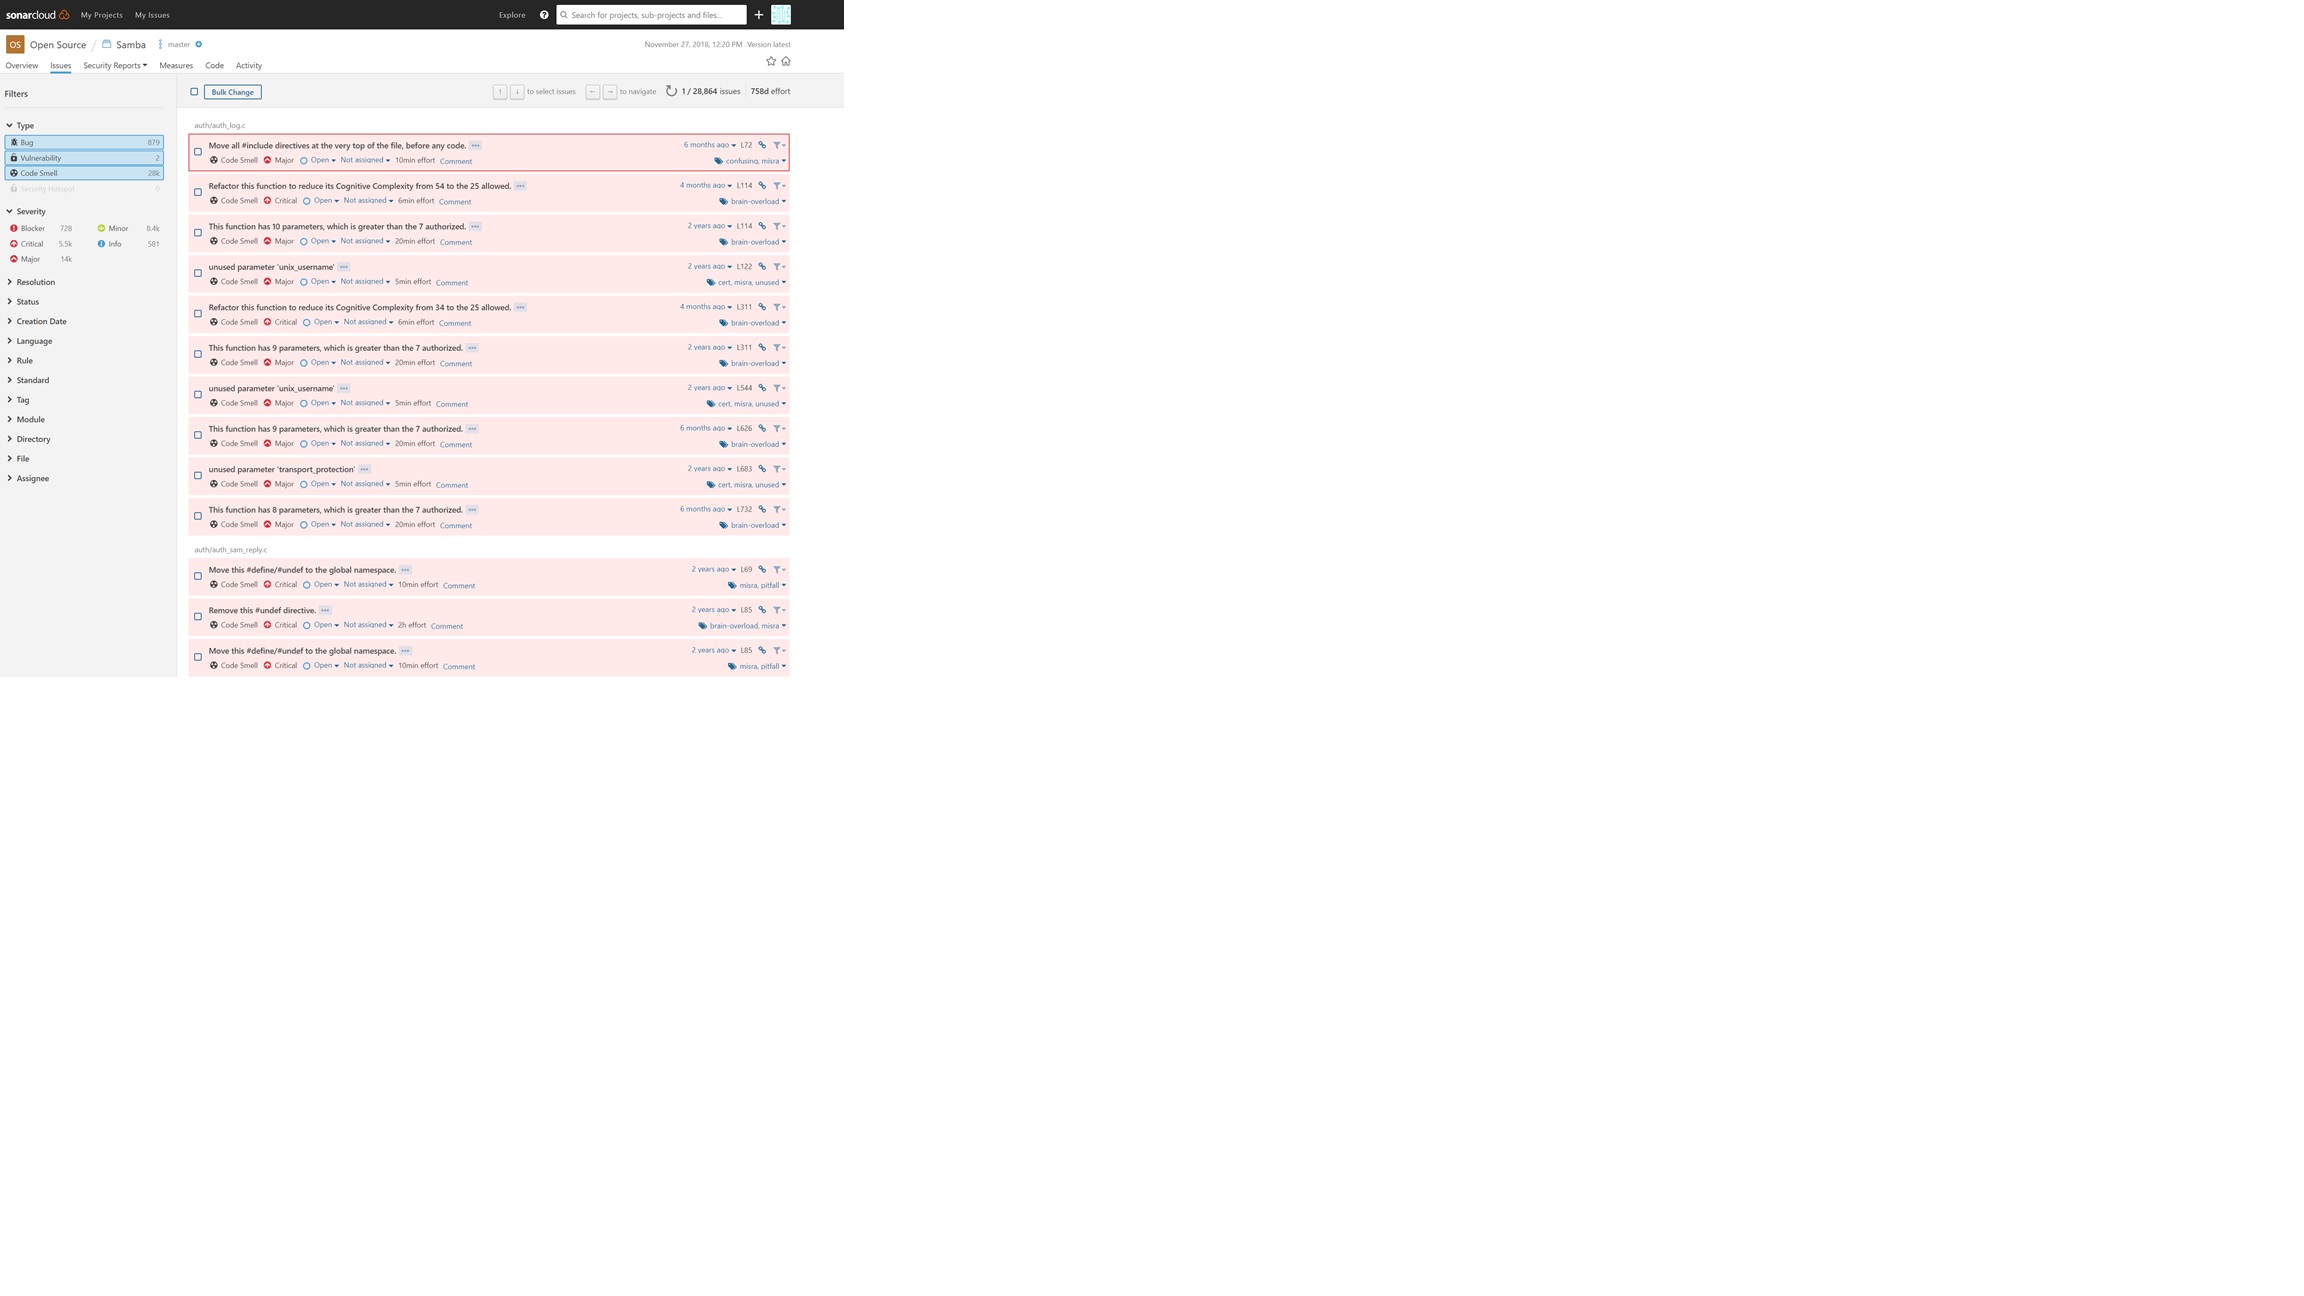 sonarcloud My Projects My Issues Explore Search for projects, sub-projects and files...
OS Open Source / Samba master November 27, 2018, 12:20 PM Version latest
Overview Issues Security Reports Measures Code Activity
Filters
Type
Bug 879
Vulnerability 2
Code Smell 28k
Security Hotspot 0
Severity
Blocker 728 Minor 8.4k
Critical 5.5k Info 581
Major 14k
Resolution
Status
Creation Date
Language
Rule
Standard
Tag
Module
Directory
File
Assignee
Bulk Change ↑ ↓ to select issues ← → to navigate 1 / 28,864 issues 758d effort
auth/auth_log.c
Move all #include directives at the very top of the file, before any code. 6 months ago L72
Code Smell Major Open Not assigned 10min effort Comment confusing, misra
Refactor this function to reduce its Cognitive Complexity from 54 to the 25 allowed. 4 months ago L114
Code Smell Critical Open Not assigned 6min effort Comment brain-overload
This function has 10 parameters, which is greater than the 7 authorized. 2 years ago L114
Code Smell Major Open Not assigned 20min effort Comment brain-overload
unused parameter 'unix_username' 2 years ago L122
Code Smell Major Open Not assigned 5min effort Comment cert, misra, unused
Refactor this function to reduce its Cognitive Complexity from 34 to the 25 allowed. 4 months ago L311
Code Smell Critical Open Not assigned 6min effort Comment brain-overload
This function has 9 parameters, which is greater than the 7 authorized. 2 years ago L311
Code Smell Major Open Not assigned 20min effort Comment brain-overload
unused parameter 'unix_username' 2 years ago L544
Code Smell Major Open Not assigned 5min effort Comment cert, misra, unused
This function has 9 parameters, which is greater than the 7 authorized. 6 months ago L626
Code Smell Major Open Not assigned 20min effort Comment brain-overload
unused parameter 'transport_protection' 2 years ago L683
Code Smell Major Open Not assigned 5min effort Comment cert, misra, unused
This function has 8 parameters, which is greater than the 7 authorized. 6 months ago L732
Code Smell Major Open Not assigned 20min effort Comment brain-overload
auth/auth_sam_reply.c
Move this #define/#undef to the global namespace. 2 years ago L69
Code Smell Critical Open Not assigned 10min effort Comment misra, pitfall
Remove this #undef directive. 2 years ago L85
Code Smell Critical Open Not assigned 2h effort Comment brain-overload, misra
Move this #define/#undef to the global namespace. 2 years ago L85
Code Smell Critical Open Not assigned 10min effort Comment misra, pitfall